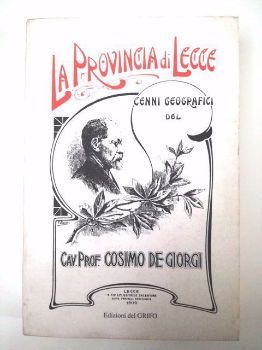 LA PROVINCIA di LECCE
CENNI GEOGRAFICI
DEL
CAV. PROF. COSIMO DE GIORGI
LECCE
Edizioni del GRIFO